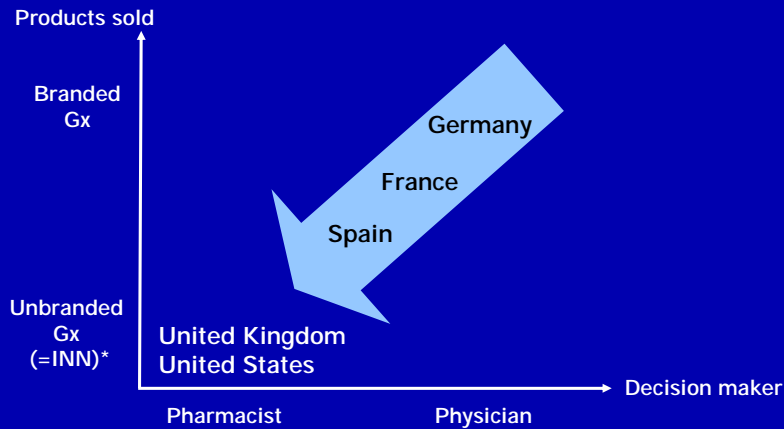 Products sold
Branded
Gx
Germany
France
Spain
Unbranded
Gx
(=INN)*
United Kingdom
United States
Decision maker
Pharmacist
Physician